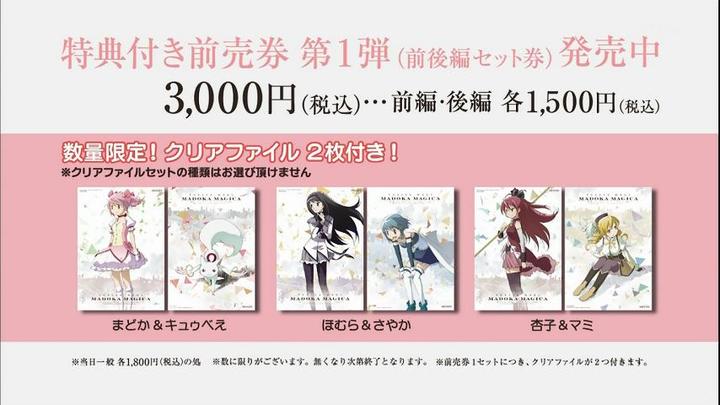 特典付き前売券 第1弾(前後編セット券)発売中
3,000円(税込)…前編・後編 各1,500円(税込)
数量限定!クリアファイル 2枚付き!
※クリアファイルセットの種類はお選び頂けません
MADOKA MAGICA
MADOKA MAGICA
MADOKA MAGICA
MADOKA MAGICA
MADOKA MAGICA
MADOKA MAGICA
まどか&キュゥべえ
ほむら&さやか
杏子&マミ
※当日一般 各1,800円(税込)の処 ※数に限りがございます。無くなり次第終了となります。 ※前売券1セットにつき、クリアファイルが2つ付きます。